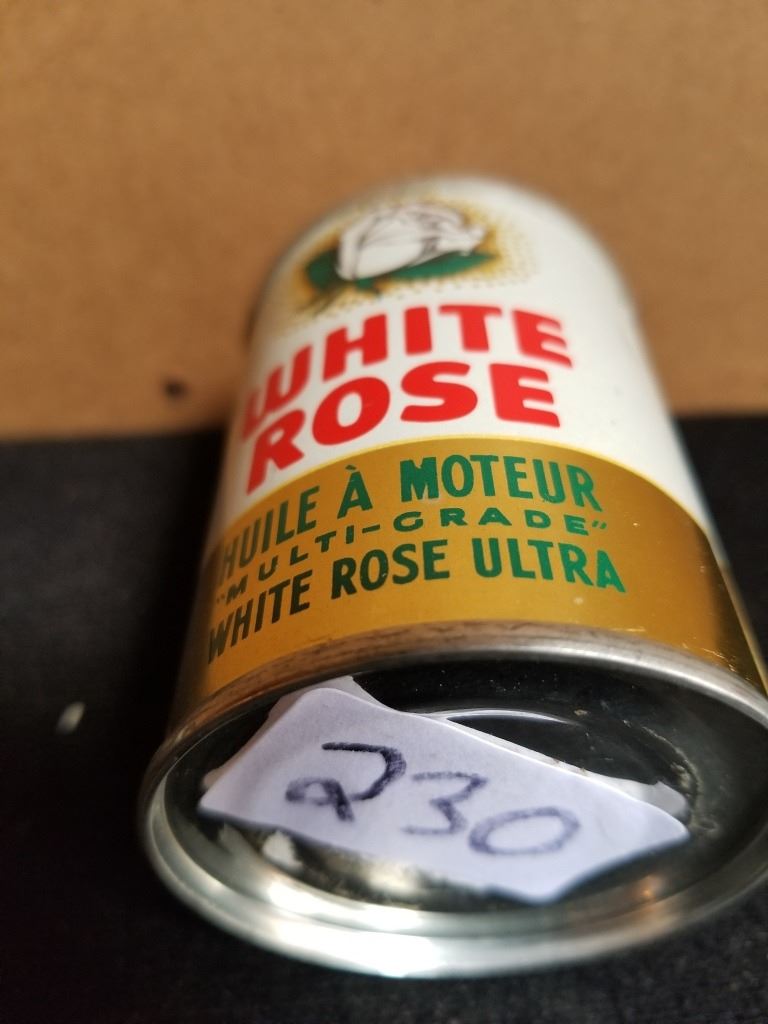 WHITE
ROSE
HUILE À MOTEUR
"MULTI-GRADE"
WHITE ROSE ULTRA
230